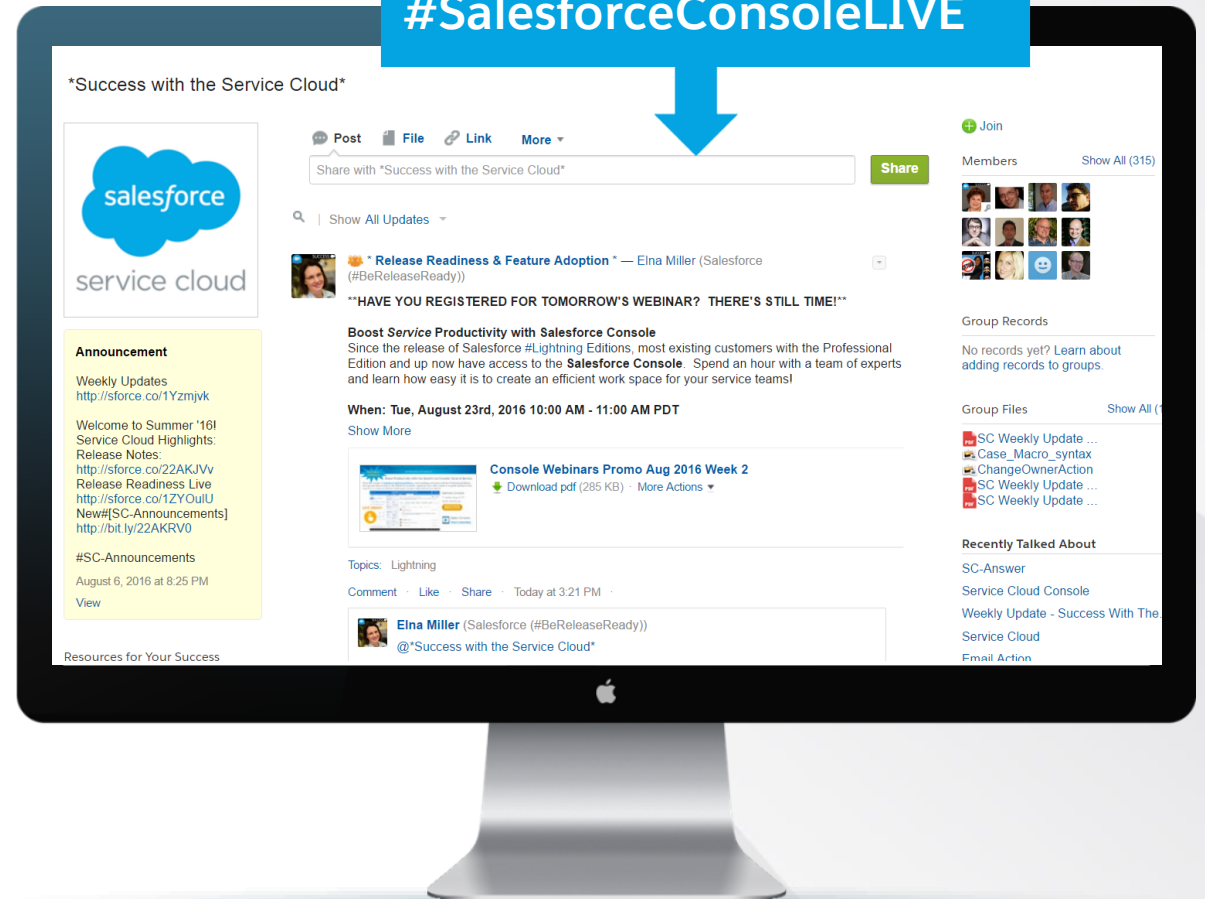 #SalesforceConsoleLIVE
*Success with the Service Cloud*
salesforce
service cloud
Announcement
Weekly Updates
http://sforce.co/1Yzmjvk
Welcome to Summer '16!
Service Cloud Highlights:
Release Notes:
http://sforce.co/22AKJVv
Release Readiness Live
http://sforce.co/1ZYOulU
New#[SC-Announcements]
http://bit.ly/22AKRV0
#SC-Announcements
August 6, 2016 at 8:25 PM
View
Resources for Your Success
Post File Link More
Share with *Success with the Service Cloud*
Share
Show All Updates
* Release Readiness & Feature Adoption * — Elna Miller (Salesforce
(#BeReleaseReady))
**HAVE YOU REGISTERED FOR TOMORROW'S WEBINAR? THERE'S STILL TIME!**
Boost Service Productivity with Salesforce Console
Since the release of Salesforce #Lightning Editions, most existing customers with the Professional
Edition and up now have access to the Salesforce Console. Spend an hour with a team of experts
and learn how easy it is to create an efficient work space for your service teams!
When: Tue, August 23rd, 2016 10:00 AM - 11:00 AM PDT
Show More
Console Webinars Promo Aug 2016 Week 2
Download pdf (285 KB) · More Actions
Topics: Lightning
Comment · Like · Share · Today at 3:21 PM ·
Elna Miller (Salesforce (#BeReleaseReady))
@*Success with the Service Cloud*
Join
Members Show All (315)
Group Records
No records yet? Learn about
adding records to groups.
Group Files Show All (1
SC Weekly Update ...
Case_Macro_syntax
ChangeOwnerAction
SC Weekly Update ...
SC Weekly Update ...
Recently Talked About
SC-Answer
Service Cloud Console
Weekly Update - Success With The.
Service Cloud
Email Action